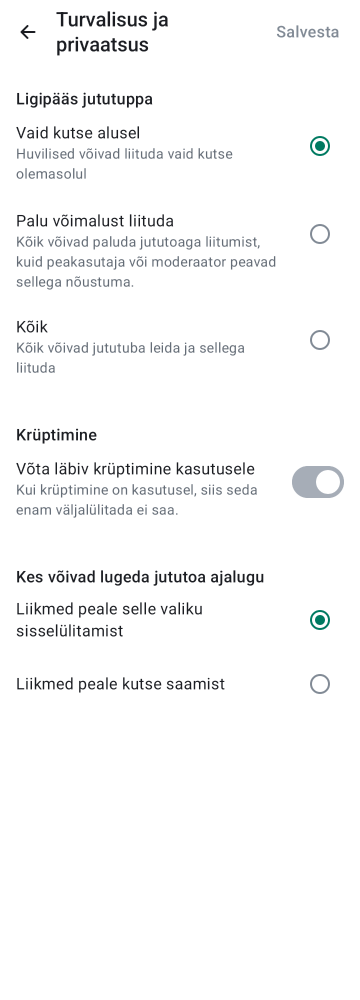 Turvalisus ja
privaatsus
Salvesta
Ligipääs jututuppa
Vaid kutse alusel
Huvilised võivad liituda vaid kutse
olemasolul
Palu võimalust liituda
Kõik võivad paluda jututoaga liitumist,
kuid peakasutaja või moderaator peavad
sellega nõustuma.
Kõik
Kõik võivad jututuba leida ja sellega
liituda
Krüptimine
Võta läbiv krüptimine kasutusele
Kui krüptimine on kasutusel, siis seda
enam väljalülitada ei saa.
Kes võivad lugeda jututoa ajalugu
Liikmed peale selle valiku
sisselülitamist
Liikmed peale kutse saamist